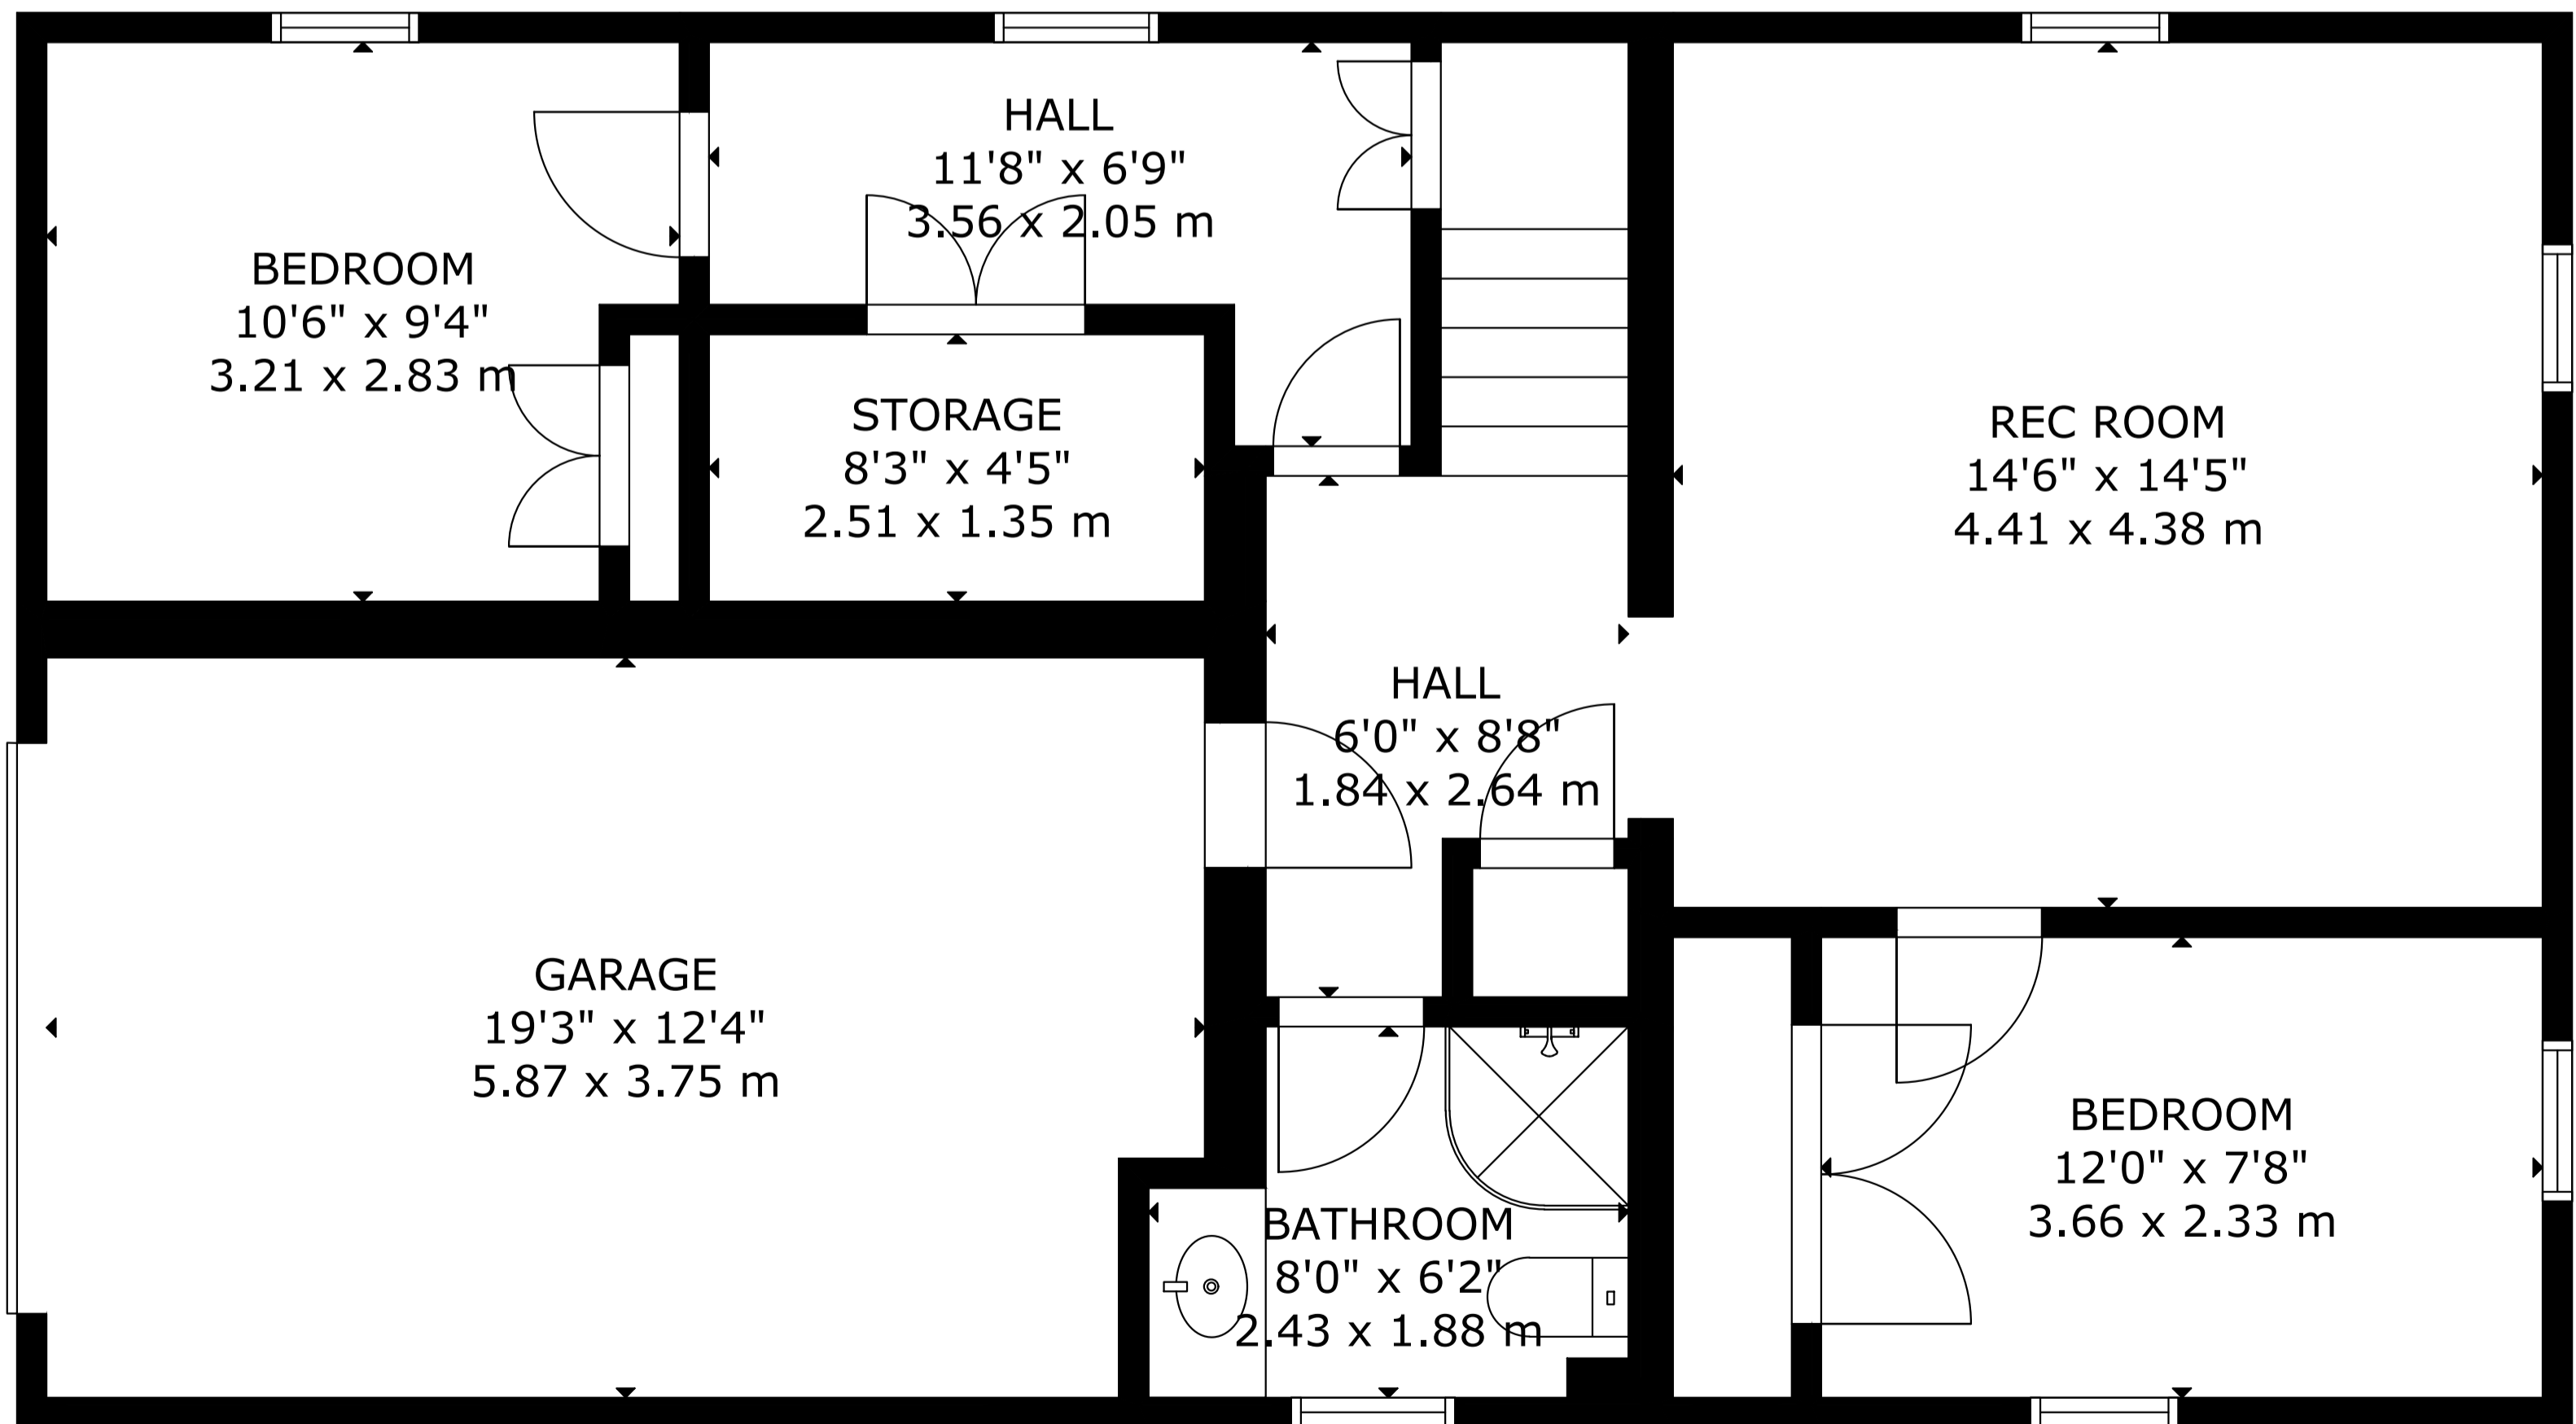 HALL
11'8" x 6'9"
3.56 x 2.05 m
BEDROOM
10'6" x 9'4"
3.21 x 2.83 m
STORAGE
8'3" x 4'5"
2.51 x 1.35 m
REC ROOM
14'6" x 14'5"
4.41 x 4.38 m
HALL
6'0" x 8'8"
1.84 x 2.64 m
GARAGE
19'3" x 12'4"
5.87 x 3.75 m
BEDROOM
12'0" x 7'8"
3.66 x 2.33 m
BATHROOM
8'0" x 6'2"
2.43 x 1.88 m